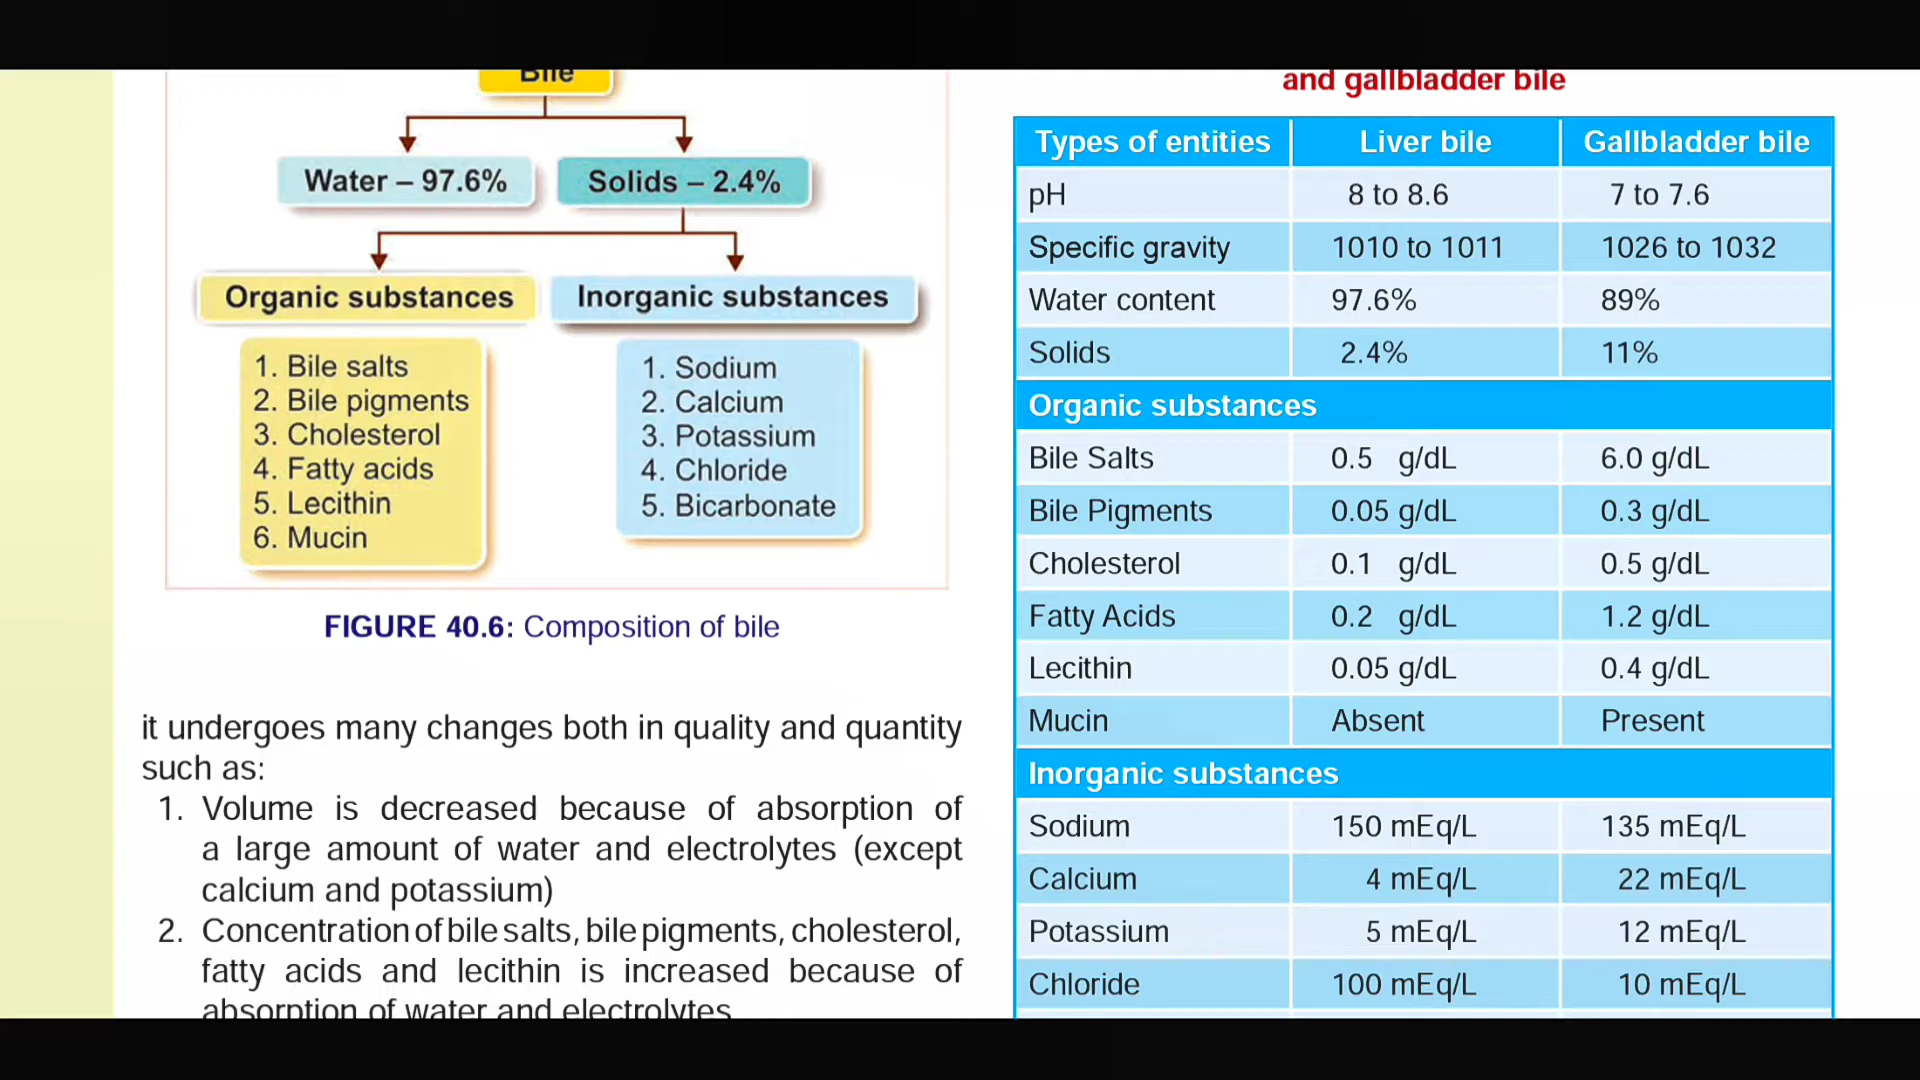 Bile
Water – 97.6%
Solids – 2.4%
Organic substances
Inorganic substances
1. Bile salts
2. Bile pigments
3. Cholesterol
4. Fatty acids
5. Lecithin
6. Mucin
1. Sodium
2. Calcium
3. Potassium
4. Chloride
5. Bicarbonate
FIGURE 40.6: Composition of bile
it undergoes many changes both in quality and quantity
such as:
1. Volume is decreased because of absorption of
a large amount of water and electrolytes (except
calcium and potassium)
2. Concentration of bile salts, bile pigments, cholesterol,
fatty acids and lecithin is increased because of
absorption of water and electrolytes
and gallbladder bile
Types of entities Liver bile Gallbladder bile
pH 8 to 8.6 7 to 7.6
Specific gravity 1010 to 1011 1026 to 1032
Water content 97.6% 89%
Solids 2.4% 11%
Organic substances
Bile Salts 0.5 g/dL 6.0 g/dL
Bile Pigments 0.05 g/dL 0.3 g/dL
Cholesterol 0.1 g/dL 0.5 g/dL
Fatty Acids 0.2 g/dL 1.2 g/dL
Lecithin 0.05 g/dL 0.4 g/dL
Mucin Absent Present
Inorganic substances
Sodium 150 mEq/L 135 mEq/L
Calcium 4 mEq/L 22 mEq/L
Potassium 5 mEq/L 12 mEq/L
Chloride 100 mEq/L 10 mEq/L